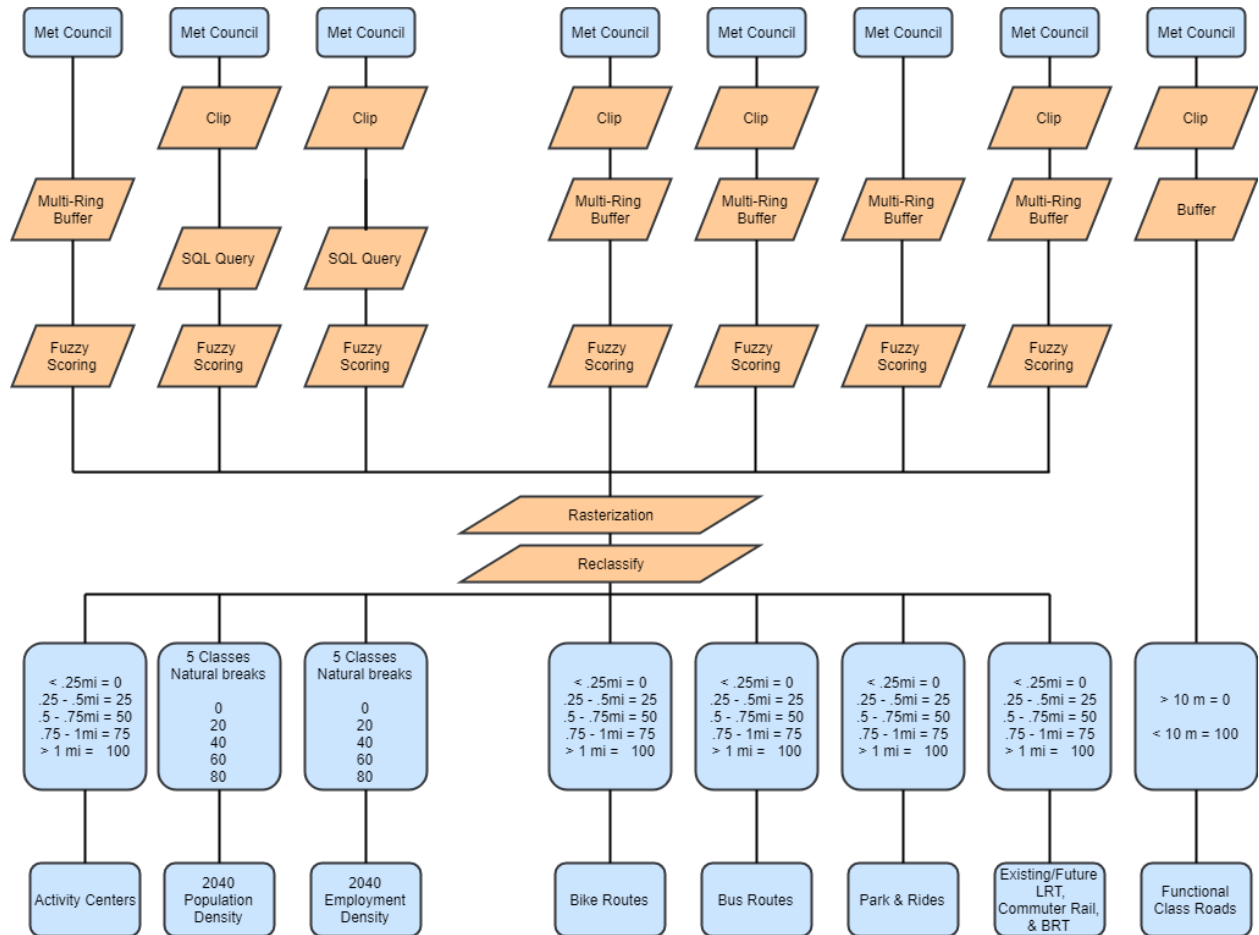 Met Council
Met Council
Met Council
Met Council
Met Council
Met Council
Met Council
Met Council
Clip
Clip
Clip
Clip
Clip
Clip
Multi-Ring
Buffer
Multi-Ring
Buffer
Multi-Ring
Buffer
Multi-Ring
Buffer
Multi-Ring
Buffer
Buffer
SQL Query
SQL Query
Fuzzy
Scoring
Fuzzy
Scoring
Fuzzy
Scoring
Fuzzy
Scoring
Fuzzy
Scoring
Fuzzy
Scoring
Fuzzy
Scoring
Rasterization
Reclassify
< .25mi = 0
.25 - .5mi = 25
.5 - .75mi = 50
.75 - 1mi = 75
> 1 mi = 100
5 Classes
Natural breaks
0
20
40
60
80
5 Classes
Natural breaks
0
20
40
60
80
< .25mi = 0
.25 - .5mi = 25
.5 - .75mi = 50
.75 - 1mi = 75
> 1 mi = 100
< .25mi = 0
.25 - .5mi = 25
.5 - .75mi = 50
.75 - 1mi = 75
> 1 mi = 100
< .25mi = 0
.25 - .5mi = 25
.5 - .75mi = 50
.75 - 1mi = 75
> 1 mi = 100
< .25mi = 0
.25 - .5mi = 25
.5 - .75mi = 50
.75 - 1mi = 75
> 1 mi = 100
> 10 m = 0
< 10 m = 100
Activity Centers
2040
Population
Density
2040
Employment
Density
Bike Routes
Bus Routes
Park & Rides
Existing/Future
LRT,
Commuter Rail,
& BRT
Functional
Class Roads